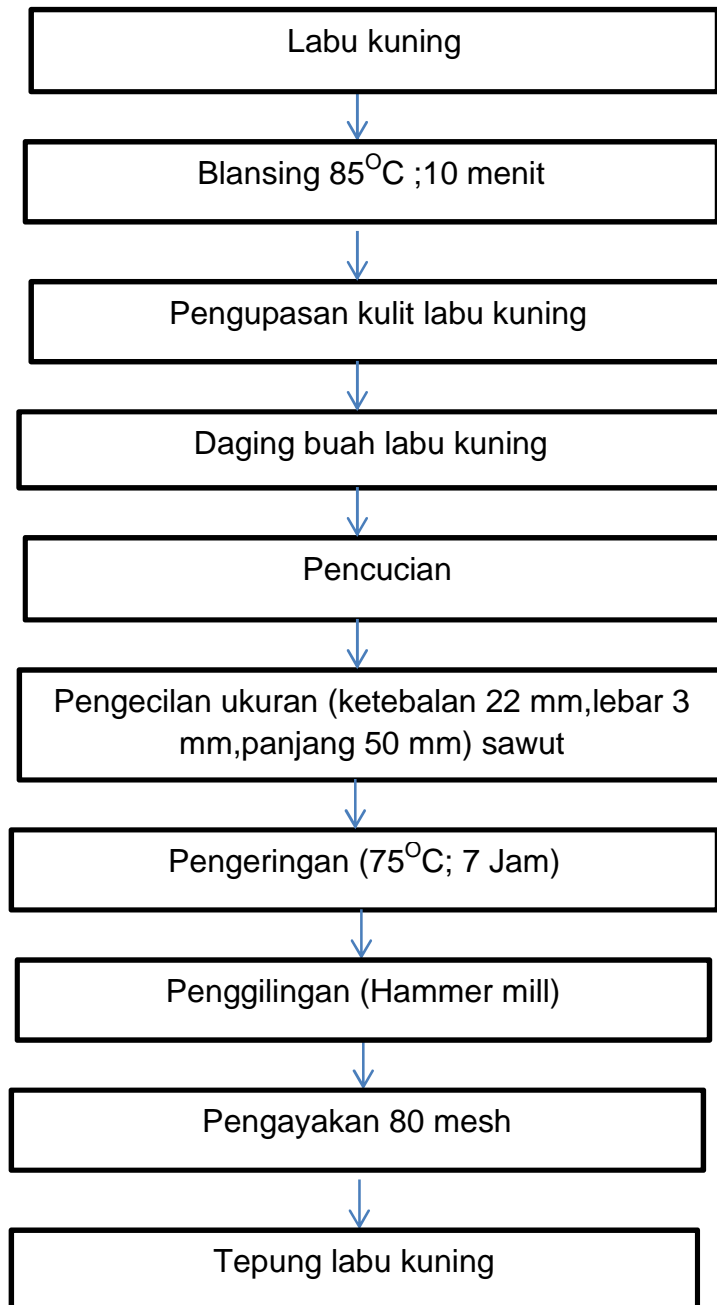 Labu kuning
Blansing 85°C ;10 menit
Pengupasan kulit labu kuning
Daging buah labu kuning
Pencucian
Pengecilan ukuran (ketebalan 22 mm,lebar 3
mm,panjang 50 mm) sawut
Pengeringan (75°C; 7 Jam)
Penggilingan (Hammer mill)
Pengayakan 80 mesh
Tepung labu kuning